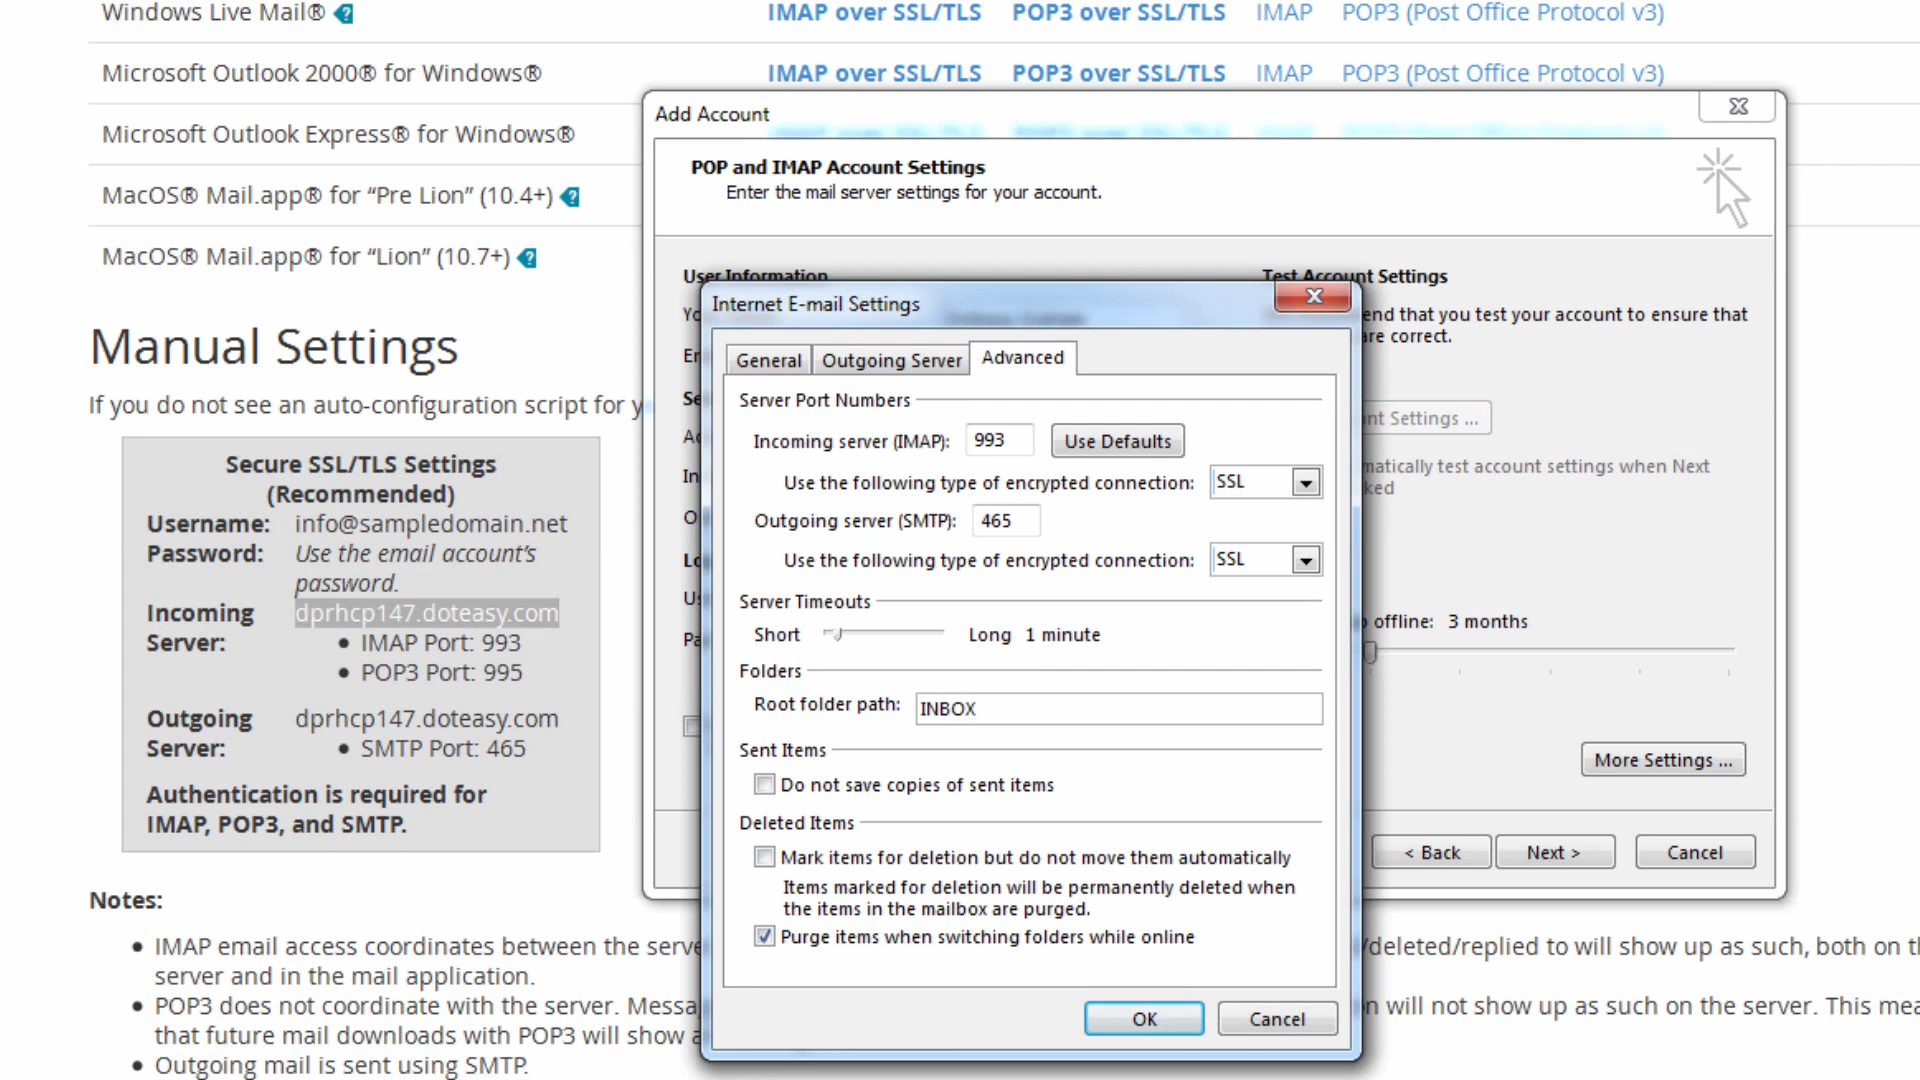 Windows Live Mail®
IMAP over SSL/TLS POP3 over SSL/TLS IMAP POP3 (Post Office Protocol v3)
Microsoft Outlook 2000® for Windows®
IMAP over SSL/TLS POP3 over SSL/TLS IMAP POP3 (Post Office Protocol v3)
Microsoft Outlook Express® for Windows®
MacOS® Mail.app® for “Pre Lion” (10.4+)
MacOS® Mail.app® for “Lion” (10.7+)
Manual Settings
If you do not see an auto-configuration script for
Secure SSL/TLS Settings
(Recommended)
Username: info@sampledomain.net
Password: Use the email account's
password.
Incoming dprhcp147.doteasy.com
Server: • IMAP Port: 993
• POP3 Port: 995
Outgoing dprhcp147.doteasy.com
Server: • SMTP Port: 465
Authentication is required for
IMAP, POP3, and SMTP.
Notes:
• IMAP email access coordinates between the serve
/deleted/replied to will show up as such, both on th
server and in the mail application.
• POP3 does not coordinate with the server. Messa
n will not show up as such on the server. This mea
that future mail downloads with POP3 will show a
• Outgoing mail is sent using SMTP.
Add Account
POP and IMAP Account Settings
Enter the mail server settings for your account.
User Information
Test Account Settings
end that you test your account to ensure that
are correct.
nt Settings ...
matically test account settings when Next
ked
offline: 3 months
More Settings ...
< Back Next > Cancel
Internet E-mail Settings
General Outgoing Server Advanced
Server Port Numbers
Incoming server (IMAP): 993 Use Defaults
Use the following type of encrypted connection: SSL
Outgoing server (SMTP): 465
Use the following type of encrypted connection: SSL
Server Timeouts
Short Long 1 minute
Folders
Root folder path: INBOX
Sent Items
Do not save copies of sent items
Deleted Items
Mark items for deletion but do not move them automatically
Items marked for deletion will be permanently deleted when
the items in the mailbox are purged.
Purge items when switching folders while online
OK Cancel